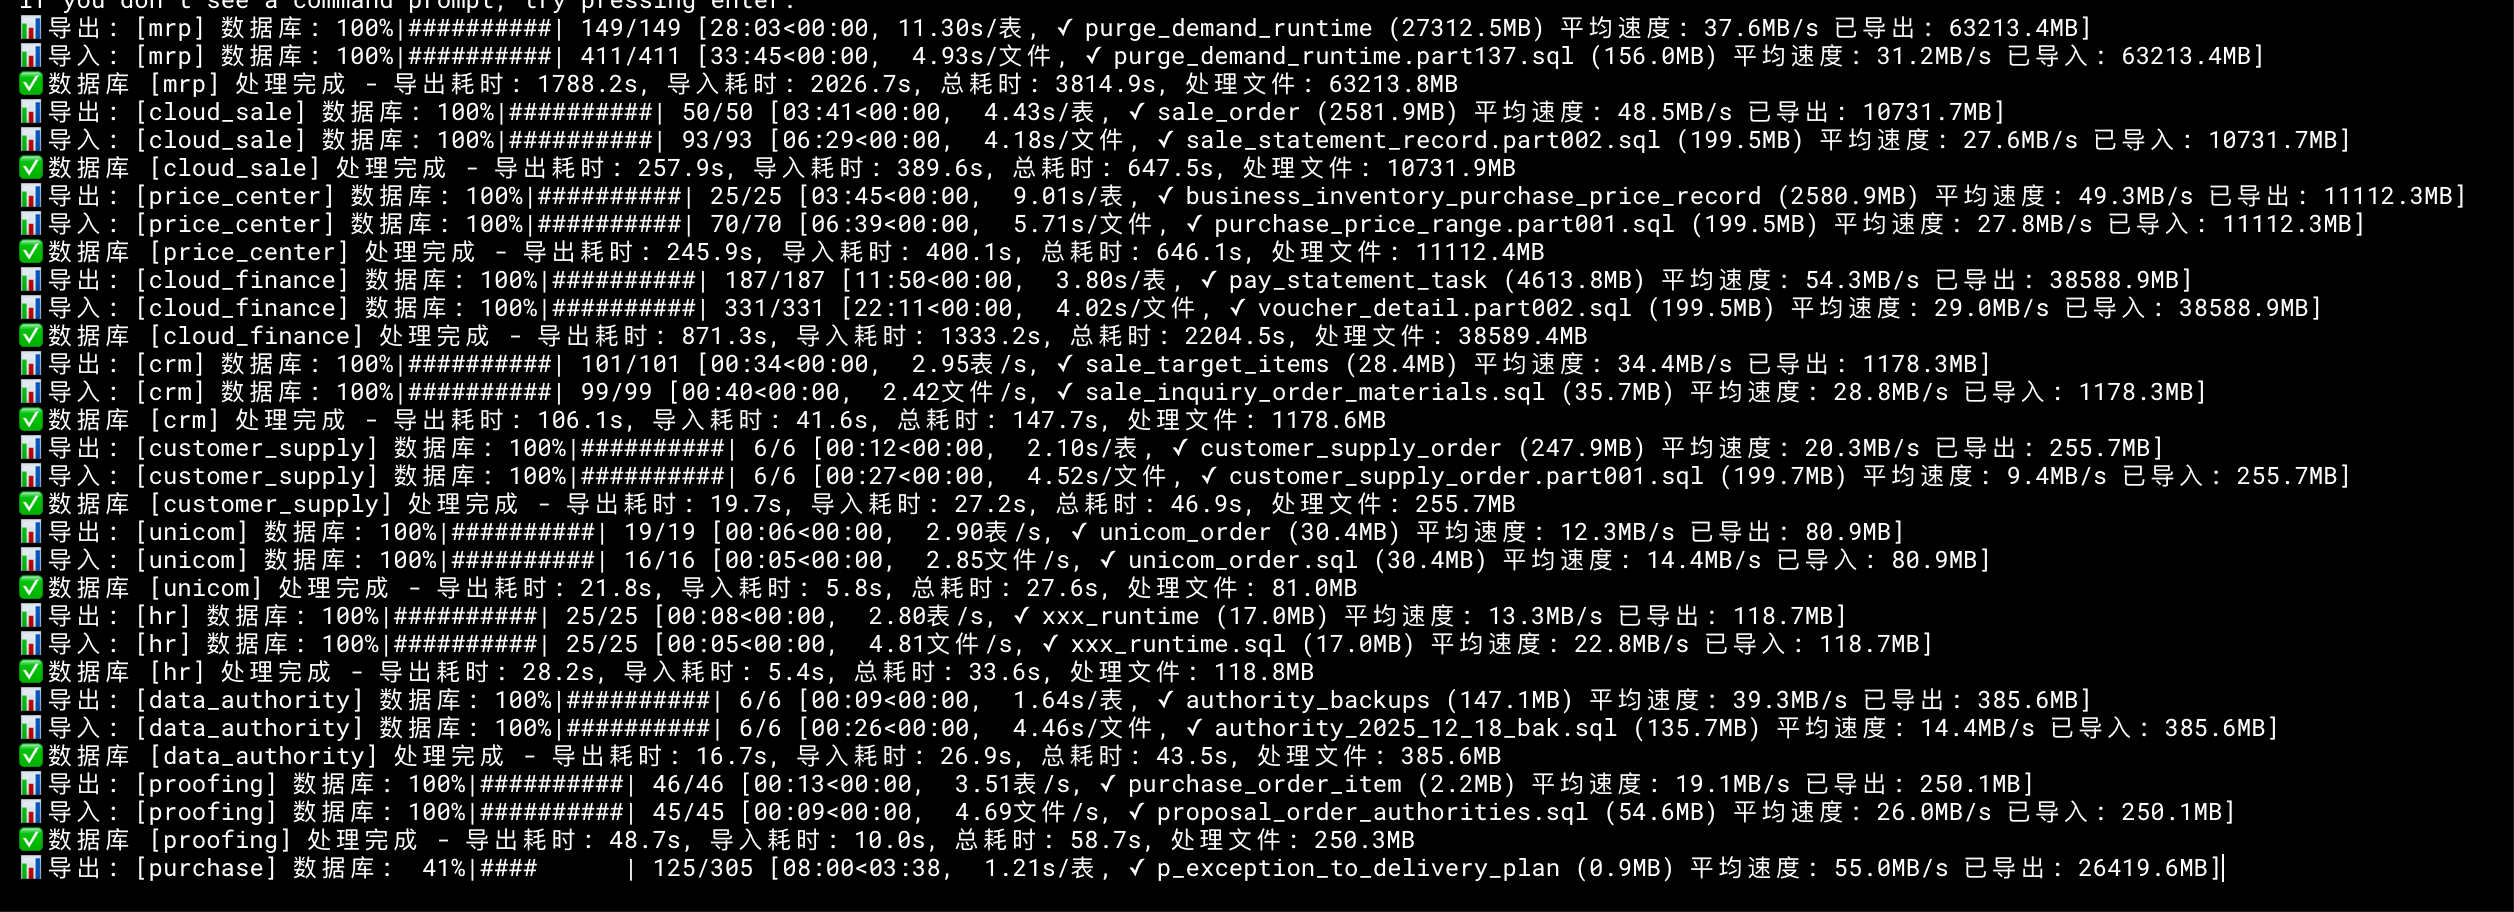 If you don't see a command prompt, try pressing enter.
📊导出: [mrp] 数据库: 100%|##########| 149/149 [28:03<00:00, 11.30s/表, ✓ purge_demand_runtime (27312.5MB) 平均速度: 37.6MB/s 已导出: 63213.4MB]
📊导入: [mrp] 数据库: 100%|##########| 411/411 [33:45<00:00,  4.93s/文件, ✓ purge_demand_runtime.part137.sql (156.0MB) 平均速度: 31.2MB/s 已导入: 63213.4MB]
✅数据库 [mrp] 处理完成 - 导出耗时: 1788.2s, 导入耗时: 2026.7s, 总耗时: 3814.9s, 处理文件: 63213.8MB
📊导出: [cloud_sale] 数据库: 100%|##########| 50/50 [03:41<00:00,  4.43s/表, ✓ sale_order (2581.9MB) 平均速度: 48.5MB/s 已导出: 10731.7MB]
📊导入: [cloud_sale] 数据库: 100%|##########| 93/93 [06:29<00:00,  4.18s/文件, ✓ sale_statement_record.part002.sql (199.5MB) 平均速度: 27.6MB/s 已导入: 10731.7MB]
✅数据库 [cloud_sale] 处理完成 - 导出耗时: 257.9s, 导入耗时: 389.6s, 总耗时: 647.5s, 处理文件: 10731.9MB
📊导出: [price_center] 数据库: 100%|##########| 25/25 [03:45<00:00,  9.01s/表, ✓ business_inventory_purchase_price_record (2580.9MB) 平均速度: 49.3MB/s 已导出: 11112.3MB]
📊导入: [price_center] 数据库: 100%|##########| 70/70 [06:39<00:00,  5.71s/文件, ✓ purchase_price_range.part001.sql (199.5MB) 平均速度: 27.8MB/s 已导入: 11112.3MB]
✅数据库 [price_center] 处理完成 - 导出耗时: 245.9s, 导入耗时: 400.1s, 总耗时: 646.1s, 处理文件: 11112.4MB
📊导出: [cloud_finance] 数据库: 100%|##########| 187/187 [11:50<00:00,  3.80s/表, ✓ pay_statement_task (4613.8MB) 平均速度: 54.3MB/s 已导出: 38588.9MB]
📊导入: [cloud_finance] 数据库: 100%|##########| 331/331 [22:11<00:00,  4.02s/文件, ✓ voucher_detail.part002.sql (199.5MB) 平均速度: 29.0MB/s 已导入: 38588.9MB]
✅数据库 [cloud_finance] 处理完成 - 导出耗时: 871.3s, 导入耗时: 1333.2s, 总耗时: 2204.5s, 处理文件: 38589.4MB
📊导出: [crm] 数据库: 100%|##########| 101/101 [00:34<00:00,  2.95表/s, ✓ sale_target_items (28.4MB) 平均速度: 34.4MB/s 已导出: 1178.3MB]
📊导入: [crm] 数据库: 100%|##########| 99/99 [00:40<00:00,  2.42文件/s, ✓ sale_inquiry_order_materials.sql (35.7MB) 平均速度: 28.8MB/s 已导入: 1178.3MB]
✅数据库 [crm] 处理完成 - 导出耗时: 106.1s, 导入耗时: 41.6s, 总耗时: 147.7s, 处理文件: 1178.6MB
📊导出: [customer_supply] 数据库: 100%|##########| 6/6 [00:12<00:00,  2.10s/表, ✓ customer_supply_order (247.9MB) 平均速度: 20.3MB/s 已导出: 255.7MB]
📊导入: [customer_supply] 数据库: 100%|##########| 6/6 [00:27<00:00,  4.52s/文件, ✓ customer_supply_order.part001.sql (199.7MB) 平均速度: 9.4MB/s 已导入: 255.7MB]
✅数据库 [customer_supply] 处理完成 - 导出耗时: 19.7s, 导入耗时: 27.2s, 总耗时: 46.9s, 处理文件: 255.7MB
📊导出: [unicom] 数据库: 100%|##########| 19/19 [00:06<00:00,  2.90表/s, ✓ unicom_order (30.4MB) 平均速度: 12.3MB/s 已导出: 80.9MB]
📊导入: [unicom] 数据库: 100%|##########| 16/16 [00:05<00:00,  2.85文件/s, ✓ unicom_order.sql (30.4MB) 平均速度: 14.4MB/s 已导入: 80.9MB]
✅数据库 [unicom] 处理完成 - 导出耗时: 21.8s, 导入耗时: 5.8s, 总耗时: 27.6s, 处理文件: 81.0MB
📊导出: [hr] 数据库: 100%|##########| 25/25 [00:08<00:00,  2.80表/s, ✓ xxx_runtime (17.0MB) 平均速度: 13.3MB/s 已导出: 118.7MB]
📊导入: [hr] 数据库: 100%|##########| 25/25 [00:05<00:00,  4.81文件/s, ✓ xxx_runtime.sql (17.0MB) 平均速度: 22.8MB/s 已导入: 118.7MB]
✅数据库 [hr] 处理完成 - 导出耗时: 28.2s, 导入耗时: 5.4s, 总耗时: 33.6s, 处理文件: 118.8MB
📊导出: [data_authority] 数据库: 100%|##########| 6/6 [00:09<00:00,  1.64s/表, ✓ authority_backups (147.1MB) 平均速度: 39.3MB/s 已导出: 385.6MB]
📊导入: [data_authority] 数据库: 100%|##########| 6/6 [00:26<00:00,  4.46s/文件, ✓ authority_2025_12_18_bak.sql (135.7MB) 平均速度: 14.4MB/s 已导入: 385.6MB]
✅数据库 [data_authority] 处理完成 - 导出耗时: 16.7s, 导入耗时: 26.9s, 总耗时: 43.5s, 处理文件: 385.6MB
📊导出: [proofing] 数据库: 100%|##########| 46/46 [00:13<00:00,  3.51表/s, ✓ purchase_order_item (2.2MB) 平均速度: 19.1MB/s 已导出: 250.1MB]
📊导入: [proofing] 数据库: 100%|##########| 45/45 [00:09<00:00,  4.69文件/s, ✓ proposal_order_authorities.sql (54.6MB) 平均速度: 26.0MB/s 已导入: 250.1MB]
✅数据库 [proofing] 处理完成 - 导出耗时: 48.7s, 导入耗时: 10.0s, 总耗时: 58.7s, 处理文件: 250.3MB
📊导出: [purchase] 数据库:  41%|####      | 125/305 [08:00<03:38,  1.21s/表, ✓ p_exception_to_delivery_plan (0.9MB) 平均速度: 55.0MB/s 已导出: 26419.6MB]